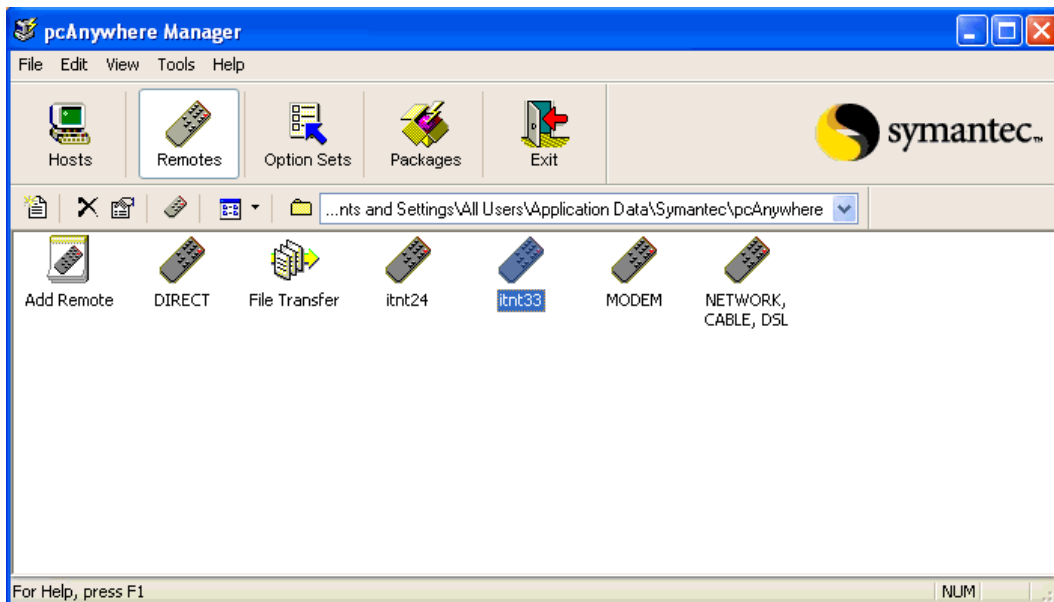 pcAnywhere Manager
File Edit View Tools Help
Hosts Remotes Option Sets Packages Exit
symantec™
...nts and Settings\All Users\Application Data\Symantec\pcAnywhere
Add Remote DIRECT File Transfer itnt24 itnt33 MODEM NETWORK,
CABLE, DSL
For Help, press F1 NUM